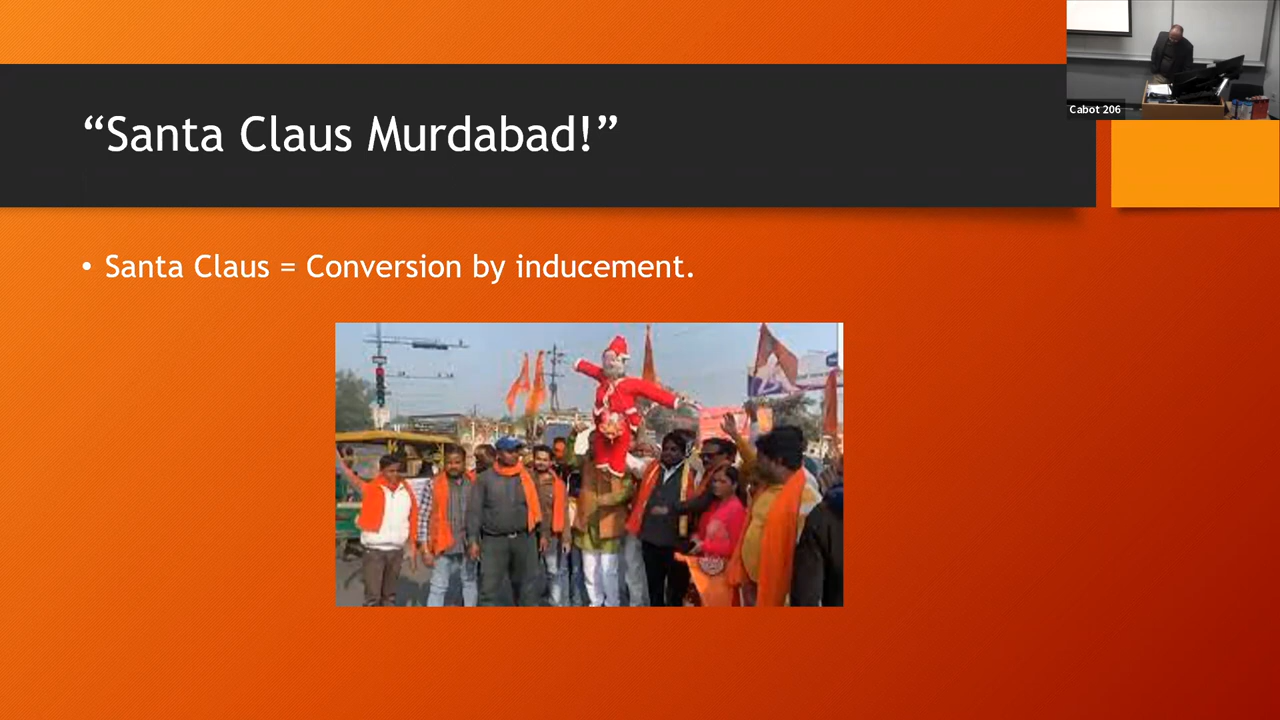 “Santa Claus Murdabad!”
Cabot 206
• Santa Claus = Conversion by inducement.